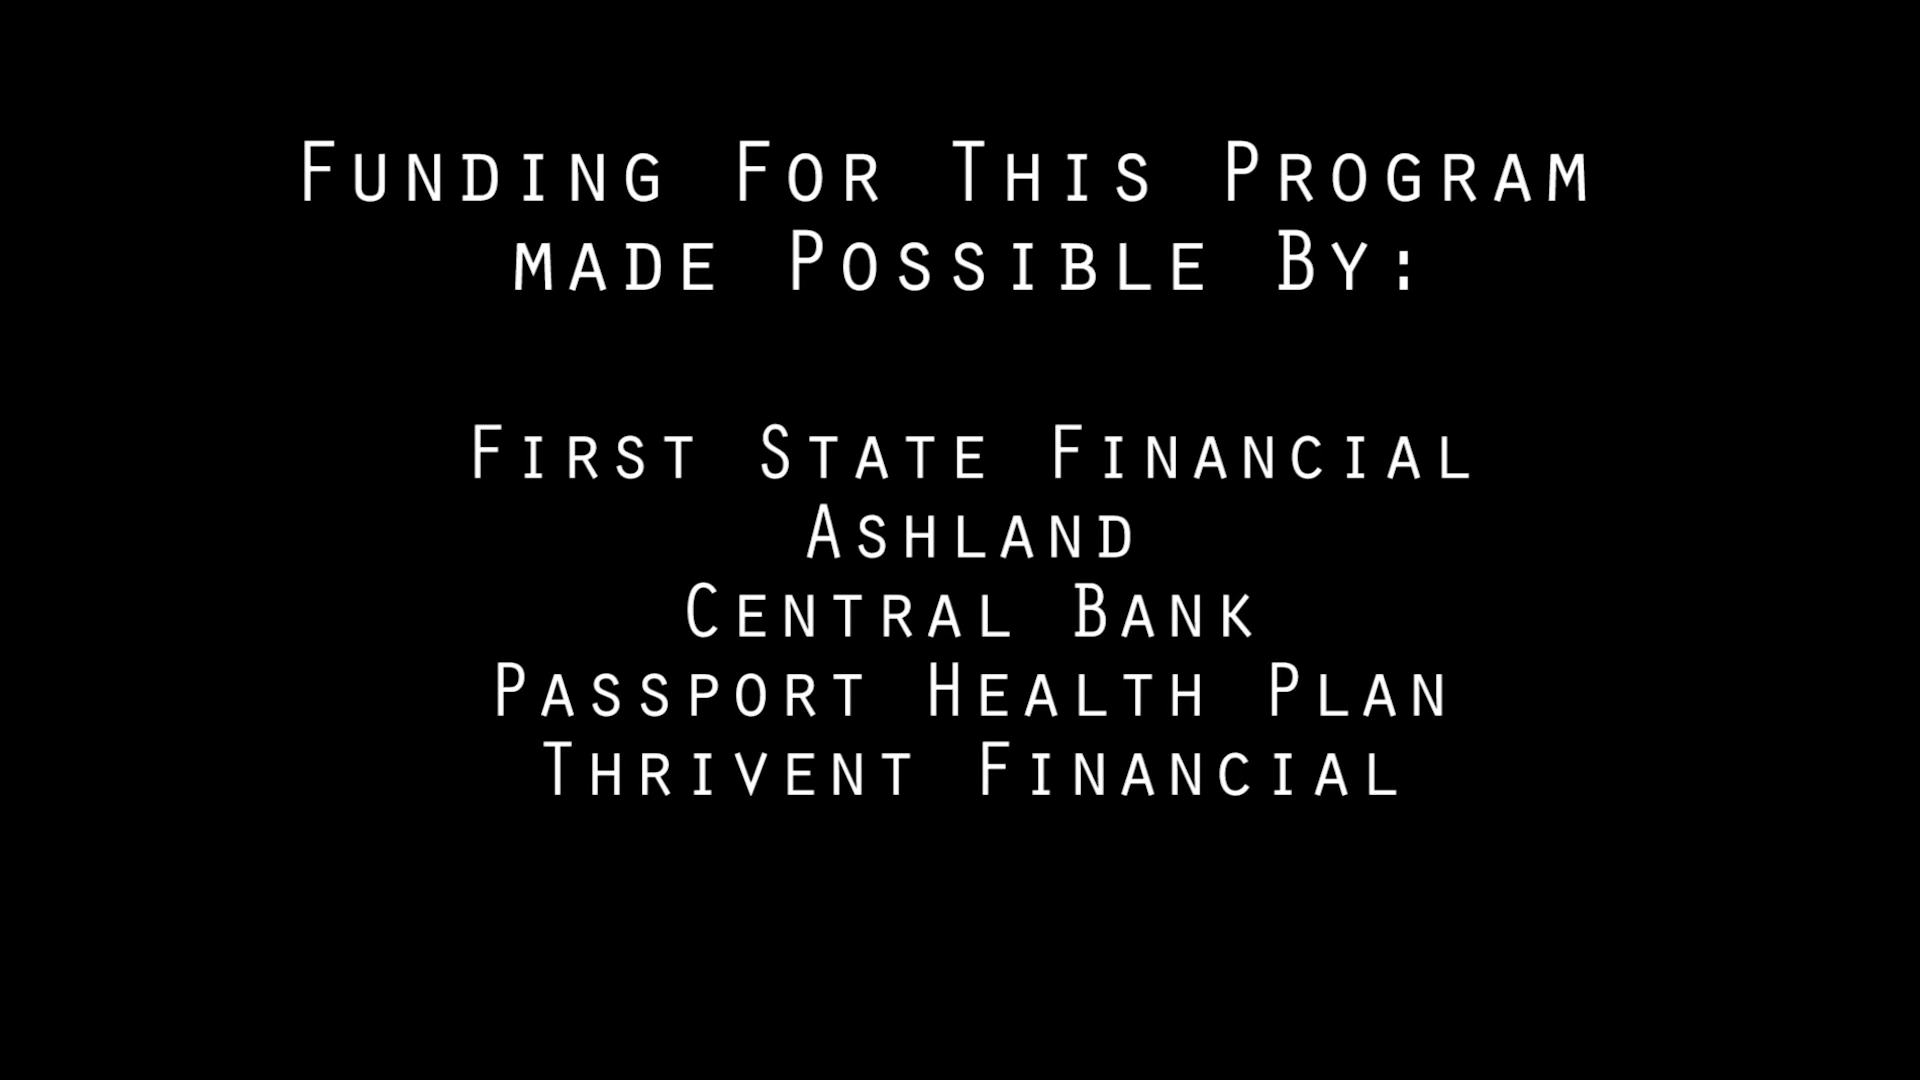 Funding For This Program
made Possible By:
First State Financial
Ashland
Central Bank
Passport Health Plan
Thrivent Financial